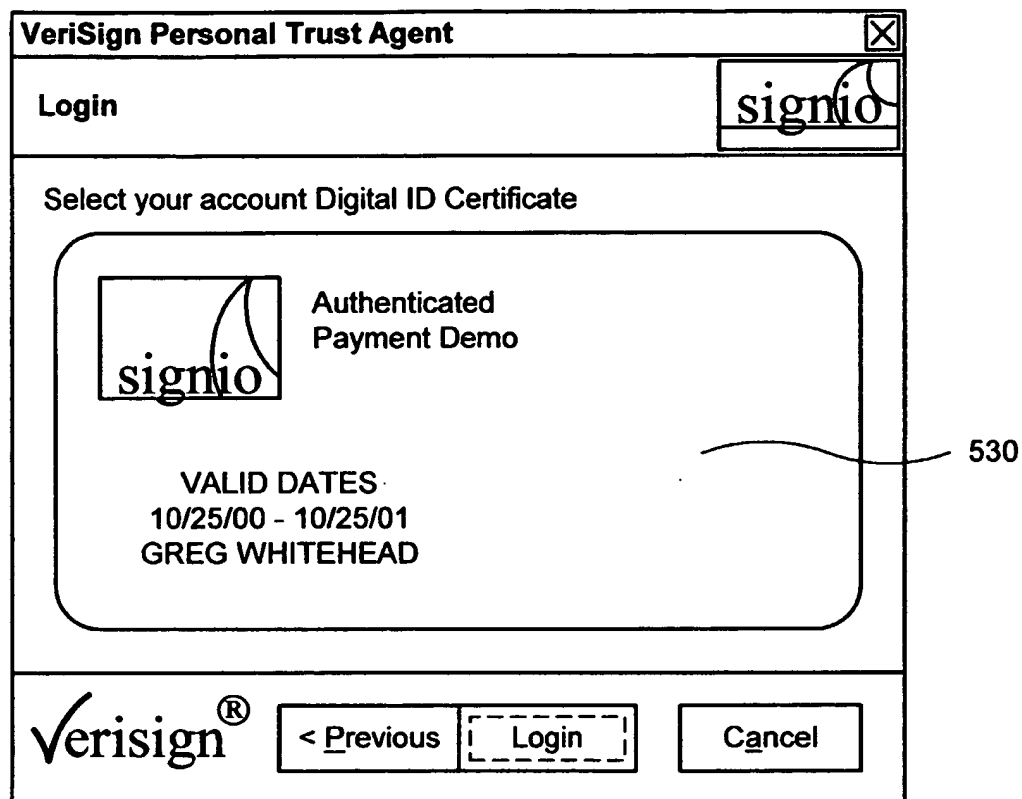 VeriSign Personal Trust Agent
Login
signio
Select your account Digital ID Certificate
signio
Authenticated
Payment Demo
530
VALID DATES
10/25/00 - 10/25/01
GREG WHITEHEAD
Verisign®
< Previous
Login
Cancel